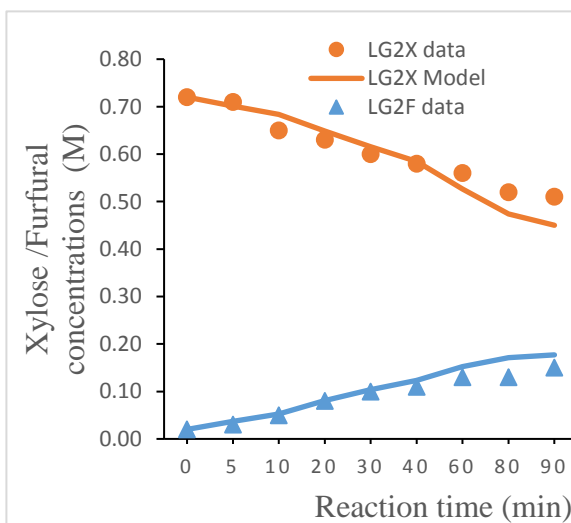 0.80
0.70
0.60
0.50
0.40
0.30
0.20
0.10
0.00
Xylose /Furfural
concentrations (M)
LG2X data
LG2X Model
LG2F data
0 5 10 20 30 40 60 80 90
Reaction time (min)